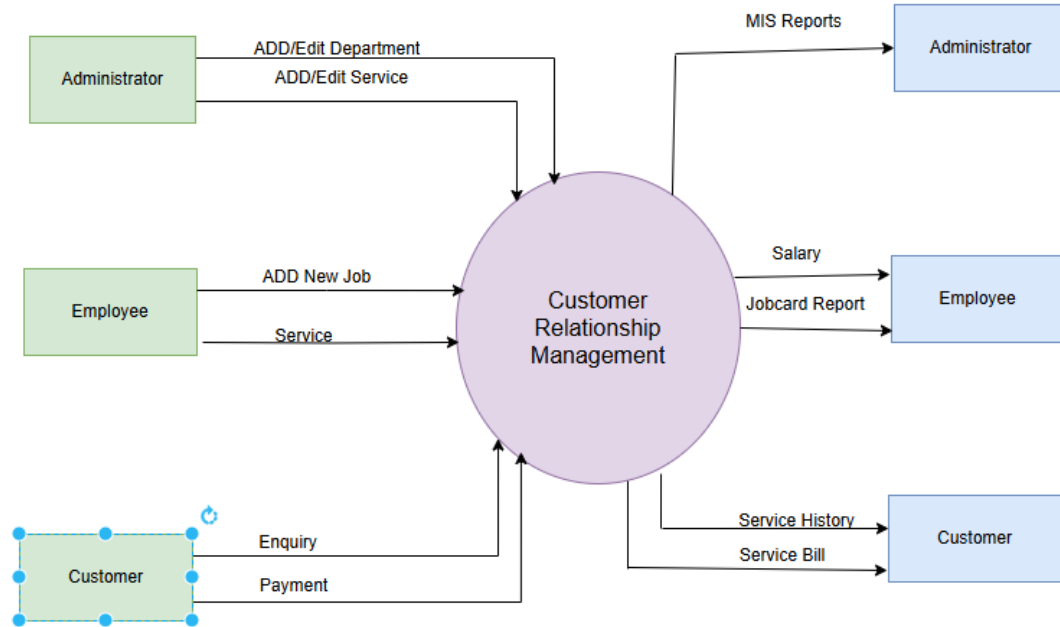 MIS Reports
ADD/Edit Department
Administrator
Administrator
ADD/Edit Service
Salary
ADD New Job
Employee
Employee
Jobcard Report
Service
Customer
Relationship
Management
Enquiry
Service History
Customer
Service Bill
Customer
Payment